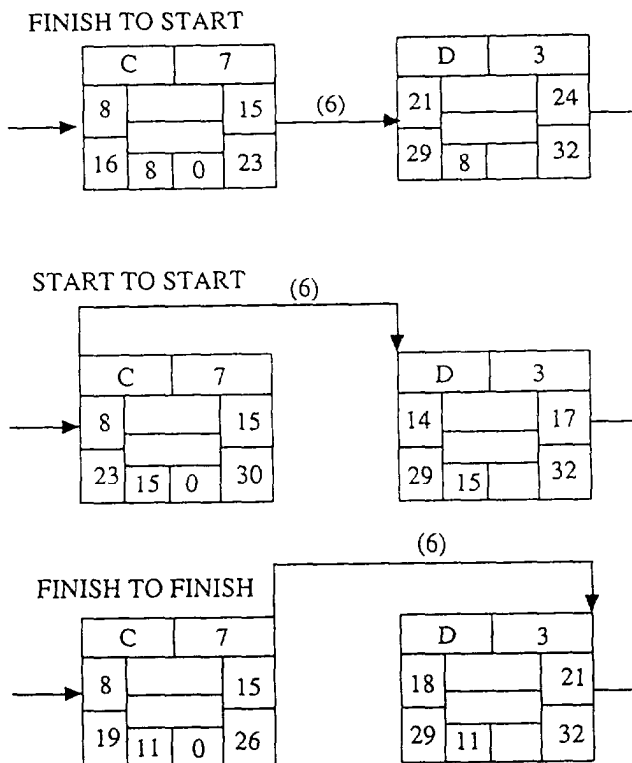 FINISH TO START
C 7
D 3
8 15
(6)
21 24
16 8 0 23
29 8 32
START TO START
(6)
C 7
D 3
8 15
14 17
23 15 0 30
29 15 32
(6)
FINISH TO FINISH
C 7
D 3
8 15
18 21
19 11 0 26
29 11 32